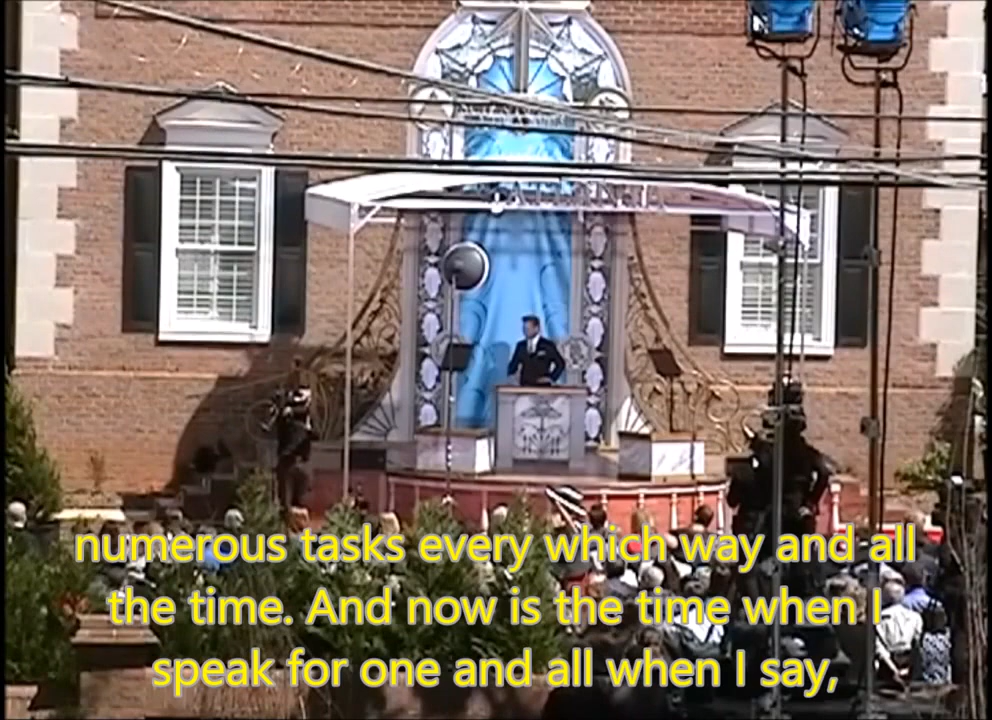 ATLANTA
numerous tasks every which way and all
the time. And now is the time when I
speak for one and all when I say,